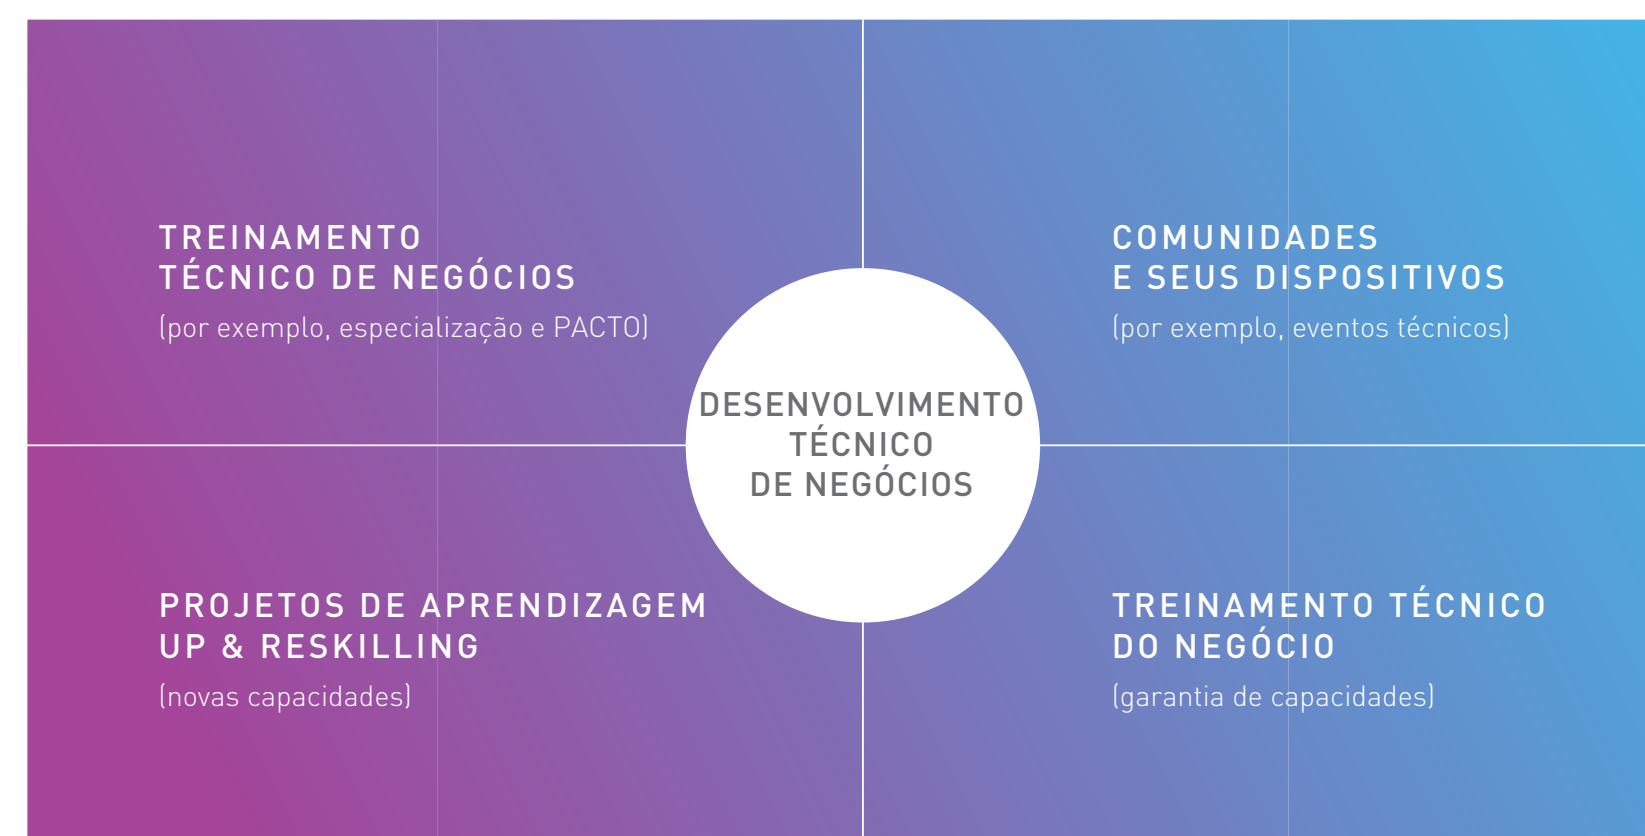 TREINAMENTO
TÉCNICO DE NEGÓCIOS
(por exemplo, especialização e PACTO)
COMUNIDADES
E SEUS DISPOSITIVOS
(por exemplo, eventos técnicos)
DESENVOLVIMENTO
TÉCNICO
DE NEGÓCIOS
PROJETOS DE APRENDIZAGEM
UP & RESKILLING
(novas capacidades)
TREINAMENTO TÉCNICO
DO NEGÓCIO
(garantia de capacidades)